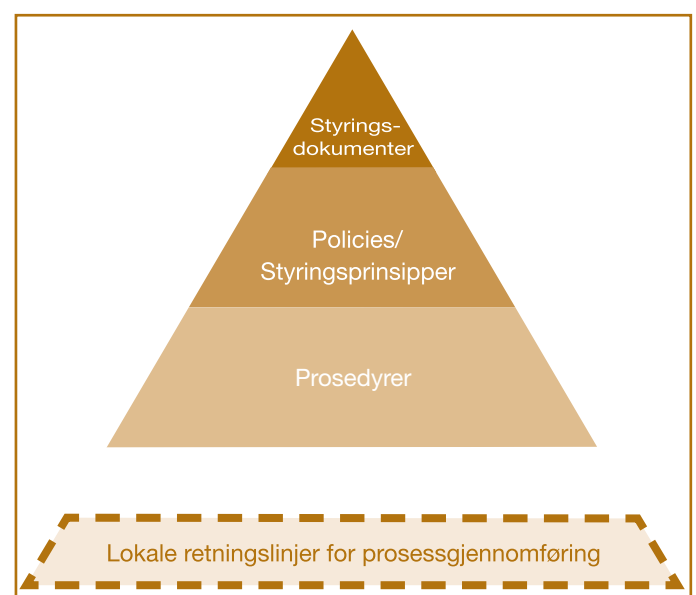 Styrings-
dokumenter
Policies/
Styringsprinsipper
Prosedyrer
Lokale retningslinjer for prosessgjennomføring